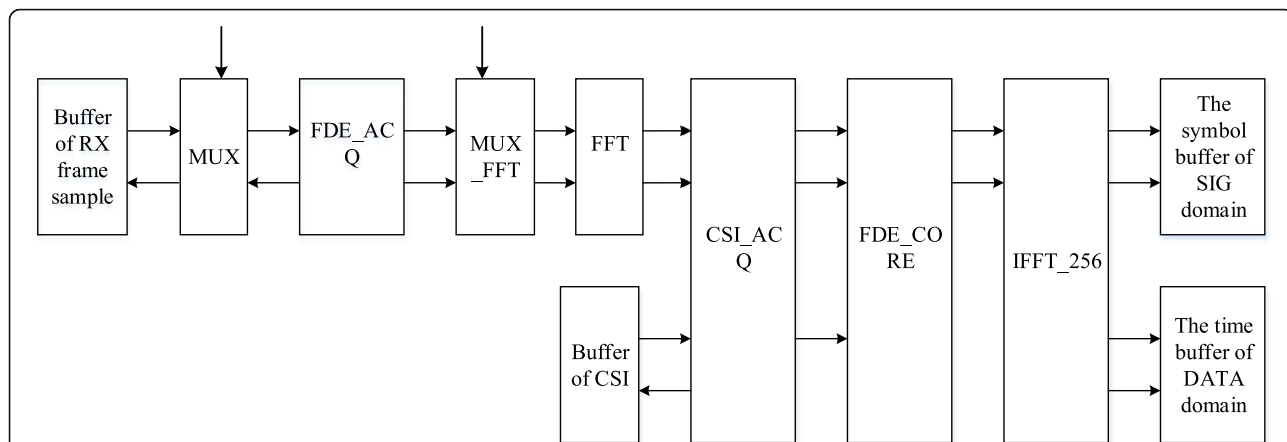 Buffer
of RX
frame
sample
MUX
FDE_AC
Q
MUX
_FFT
FFT
CSI_AC
Q
FDE_CO
RE
IFFT_256
The
symbol
buffer of
SIG
domain
Buffer
of CSI
The time
buffer of
DATA
domain